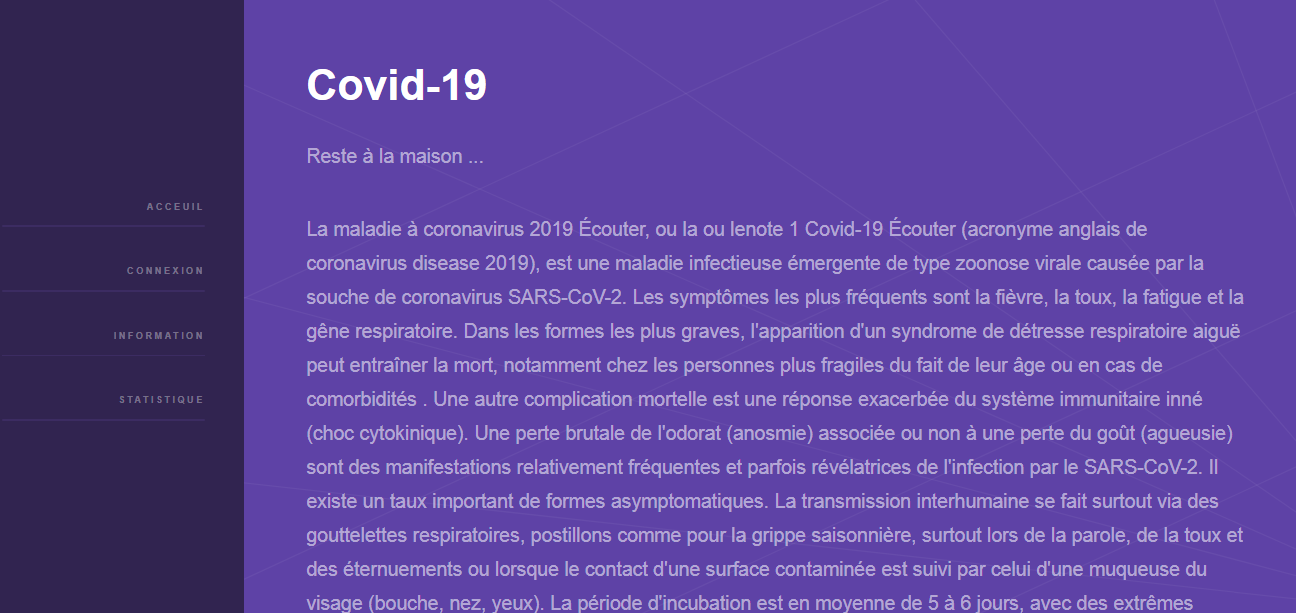 ACCEUIL
CONNEXION
INFORMATION
STATISTIQUE
Covid-19
Reste à la maison ...
La maladie à coronavirus 2019 Écouter, ou la ou lenote 1 Covid-19 Écouter (acronyme anglais de
coronavirus disease 2019), est une maladie infectieuse émergente de type zoonose virale causée par la
souche de coronavirus SARS-CoV-2. Les symptômes les plus fréquents sont la fièvre, la toux, la fatigue et la
gêne respiratoire. Dans les formes les plus graves, l'apparition d'un syndrome de détresse respiratoire aiguë
peut entraîner la mort, notamment chez les personnes plus fragiles du fait de leur âge ou en cas de
comorbidités . Une autre complication mortelle est une réponse exacerbée du système immunitaire inné
(choc cytokinique). Une perte brutale de l'odorat (anosmie) associée ou non à une perte du goût (agueusie)
sont des manifestations relativement fréquentes et parfois révélatrices de l'infection par le SARS-CoV-2. Il
existe un taux important de formes asymptomatiques. La transmission interhumaine se fait surtout via des
gouttelettes respiratoires, postillons comme pour la grippe saisonnière, surtout lors de la parole, de la toux et
des éternuements ou lorsque le contact d'une surface contaminée est suivi par celui d'une muqueuse du
visage (bouche, nez, yeux). La période d'incubation est en moyenne de 5 à 6 jours, avec des extrêmes